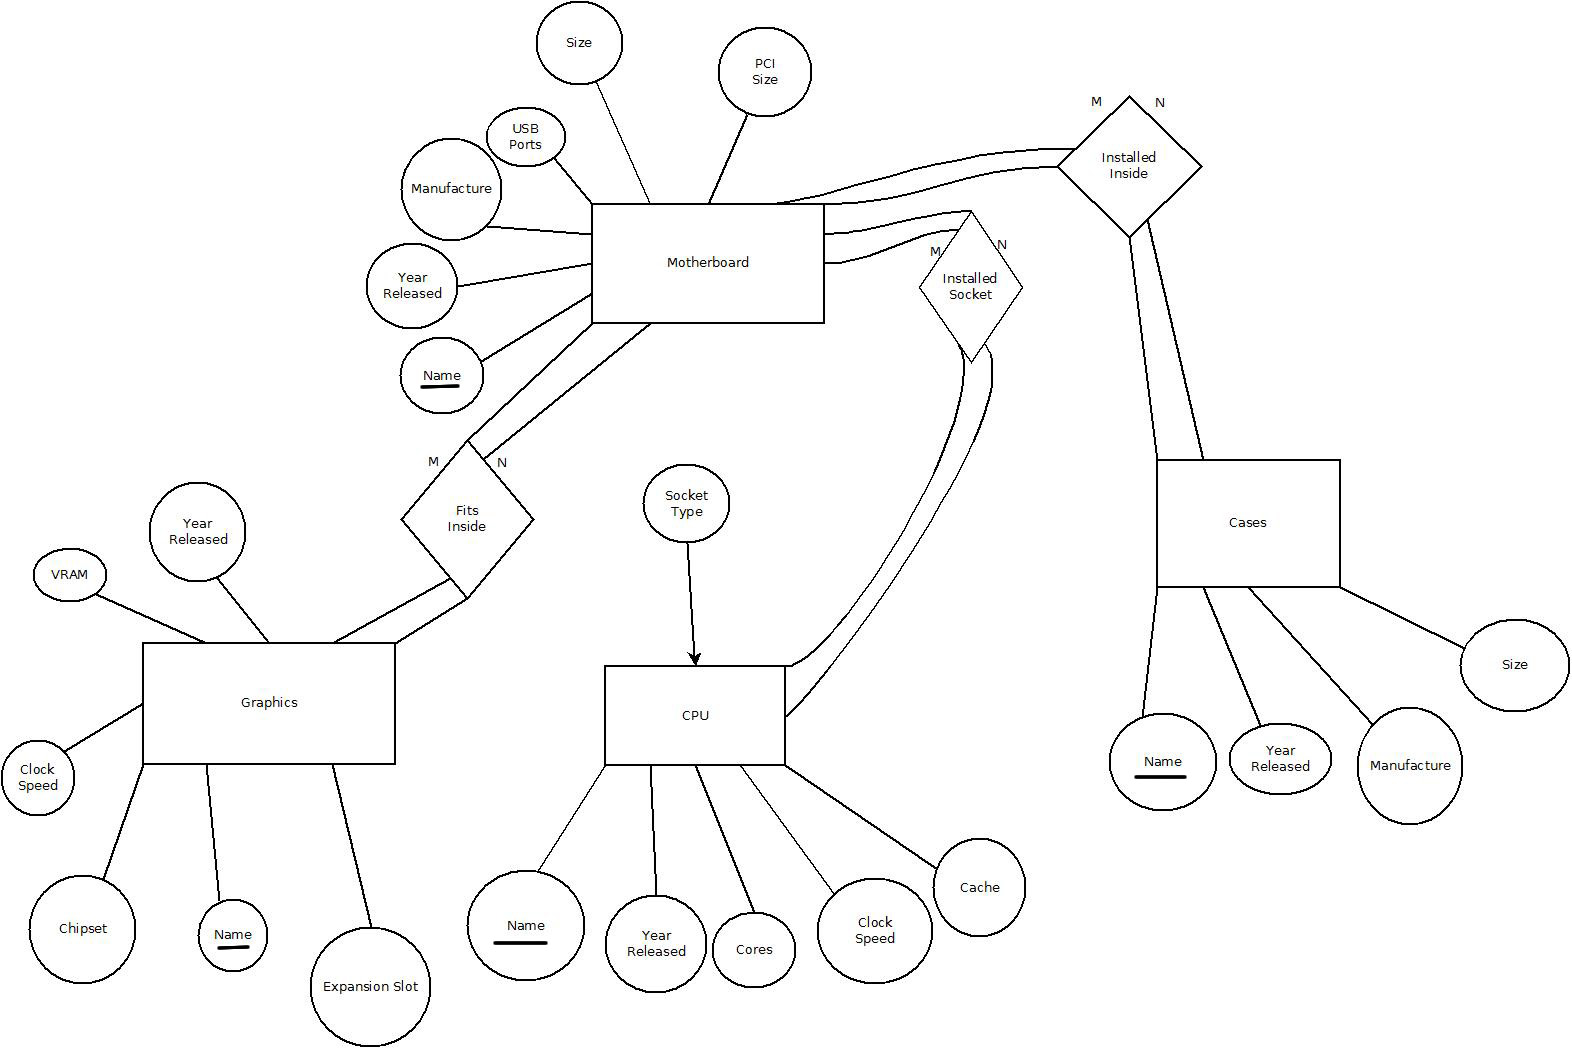 Size
PCI
Size
USB
Ports
M
N
Installed
Inside
Manufacture
Motherboard
M
N
Installed
Socket
Year
Released
Name
M
N
Fits
Inside
Socket
Type
Cases
Year
Released
VRAM
Graphics
CPU
Size
Clock
Speed
Name
Year
Released
Manufacture
Chipset
Name
Expansion Slot
Name
Year
Released
Cores
Clock
Speed
Cache